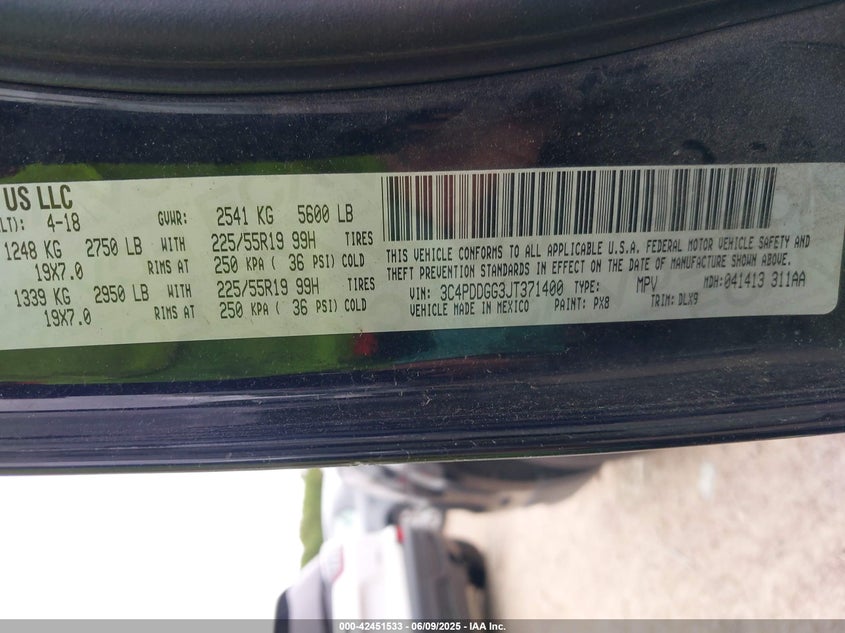 US LLC
LT): 4-18 GVWR: 2541 KG 5600 LB
1248 KG 2750 LB WITH 225/55R19 99H TIRES
19X7.0 RIMS AT 250 KPA ( 36 PSI) COLD
1339 KG 2950 LB WITH 225/55R19 99H TIRES
19X7.0 RIMS AT 250 KPA ( 36 PSI) COLD
THIS VEHICLE CONFORMS TO ALL APPLICABLE U.S.A. FEDERAL MOTOR VEHICLE SAFETY AND
THEFT PREVENTION STANDARDS IN EFFECT ON THE DATE OF MANUFACTURE SHOWN ABOVE.
VIN: 3C4PDDGG3JT371400 TYPE: MPV MDH: 041413 311AA
VEHICLE MADE IN MEXICO PAINT: PX8 TRIM: DLX9
000-42451533 - 06/09/2025 - IAA Inc.